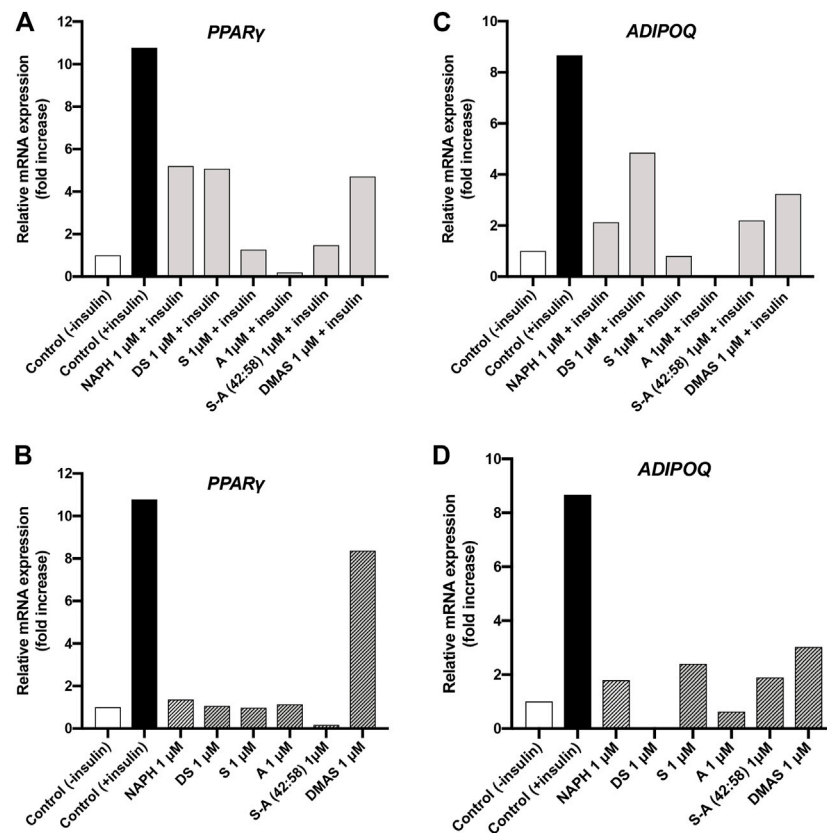 A
PPARγ
Relative mRNA expression
(fold increase)
12
10
8
6
4
2
0
Control (-insulin)
Control (+insulin)
NAPH 1 µM + insulin
DS 1 µM + insulin
S 1µM + insulin
A 1µM + insulin
S-A (42:58) 1µM + insulin
DMAS 1 µM + insulin
C
ADIPOQ
Relative mRNA expression
(fold increase)
10
8
6
4
2
0
Control (-insulin)
Control (+insulin)
NAPH 1 µM + insulin
DS 1 µM + insulin
S 1µM + insulin
A 1µM + insulin
S-A (42:58) 1µM + insulin
DMAS 1 µM + insulin
B
PPARγ
Relative mRNA expression
(fold increase)
12
10
8
6
4
2
0
Control (-insulin)
Control (+insulin)
NAPH 1 µM
DS 1 µM
S 1 µM
A 1 µM
S-A (42:58) 1µM
DMAS 1 µM
D
ADIPOQ
Relative mRNA expression
(fold increase)
10
8
6
4
2
0
Control (-insulin)
Control (+insulin)
NAPH 1 µM
DS 1 µM
S 1 µM
A 1 µM
S-A (42:58) 1µM
DMAS 1 µM